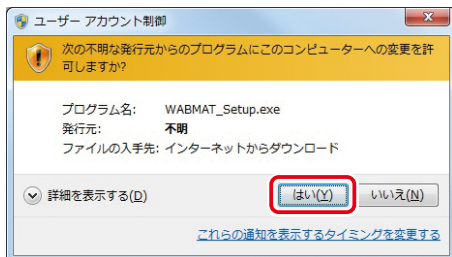 ユーザー アカウント制御
次の不明な発行元からのプログラムにこのコンピューターへの変更を許
可しますか?
プログラム名: WABMAT_Setup.exe
発行元: 不明
ファイルの入手先: インターネットからダウンロード
詳細を表示する(D)
はい(Y)
いいえ(N)
これらの通知を表示するタイミングを変更する